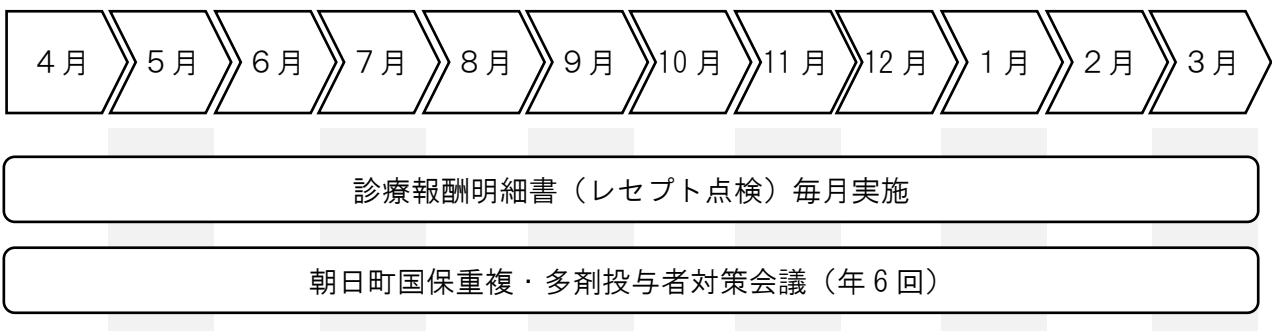 4月 5月 6月 7月 8月 9月 10月 11月 12月 1月 2月 3月
診療報酬明細書（レセプト点検）毎月実施
朝日町国保重複・多剤投与者対策会議（年6回）